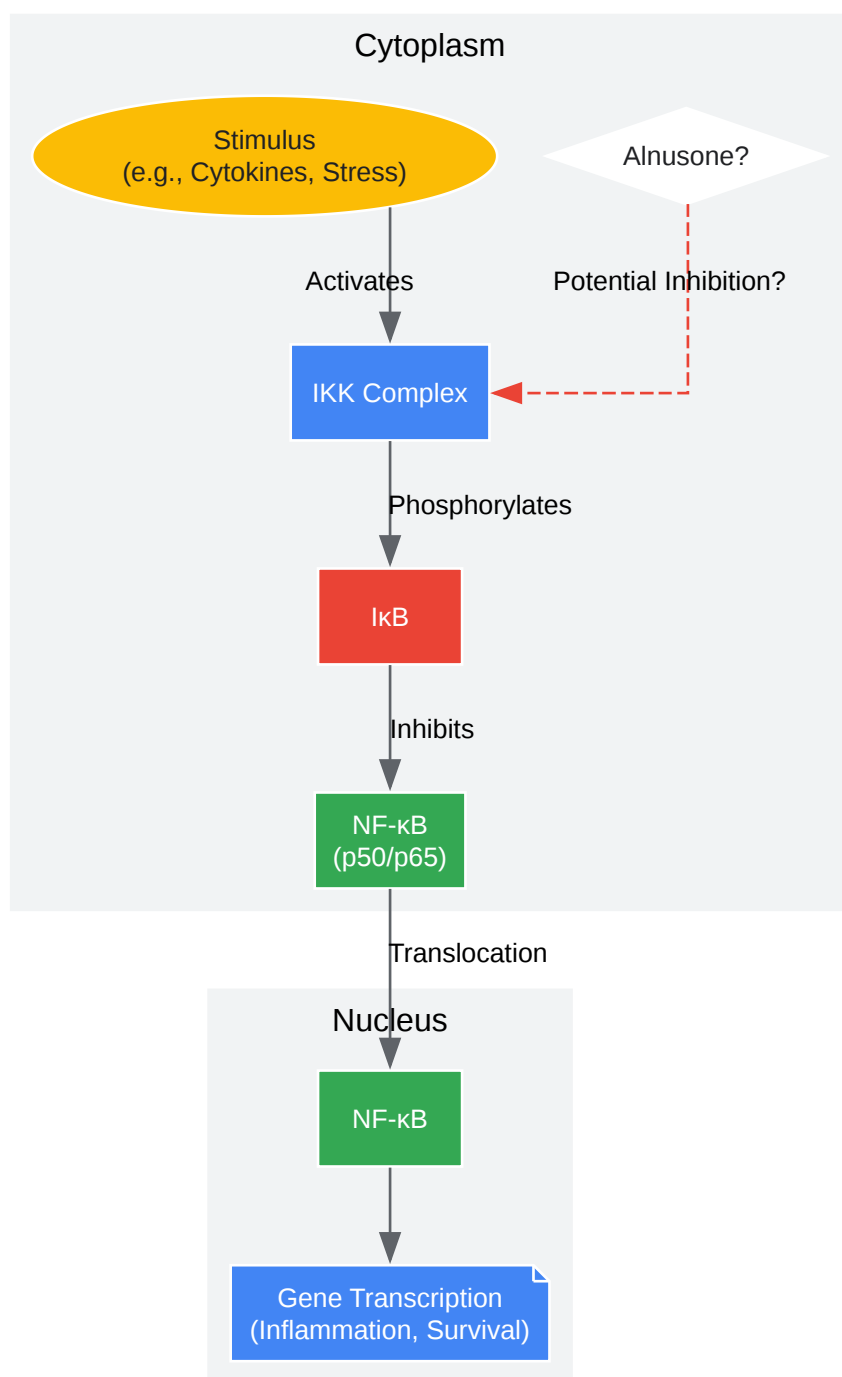 Cytoplasm
Stimulus
(e.g., Cytokines, Stress)
Alnusone?
Activates
Potential Inhibition?
IKK Complex
Phosphorylates
IκB
Inhibits
NF-κB
(p50/p65)
Translocation
Nucleus
NF-κB
Gene Transcription
(Inflammation, Survival)